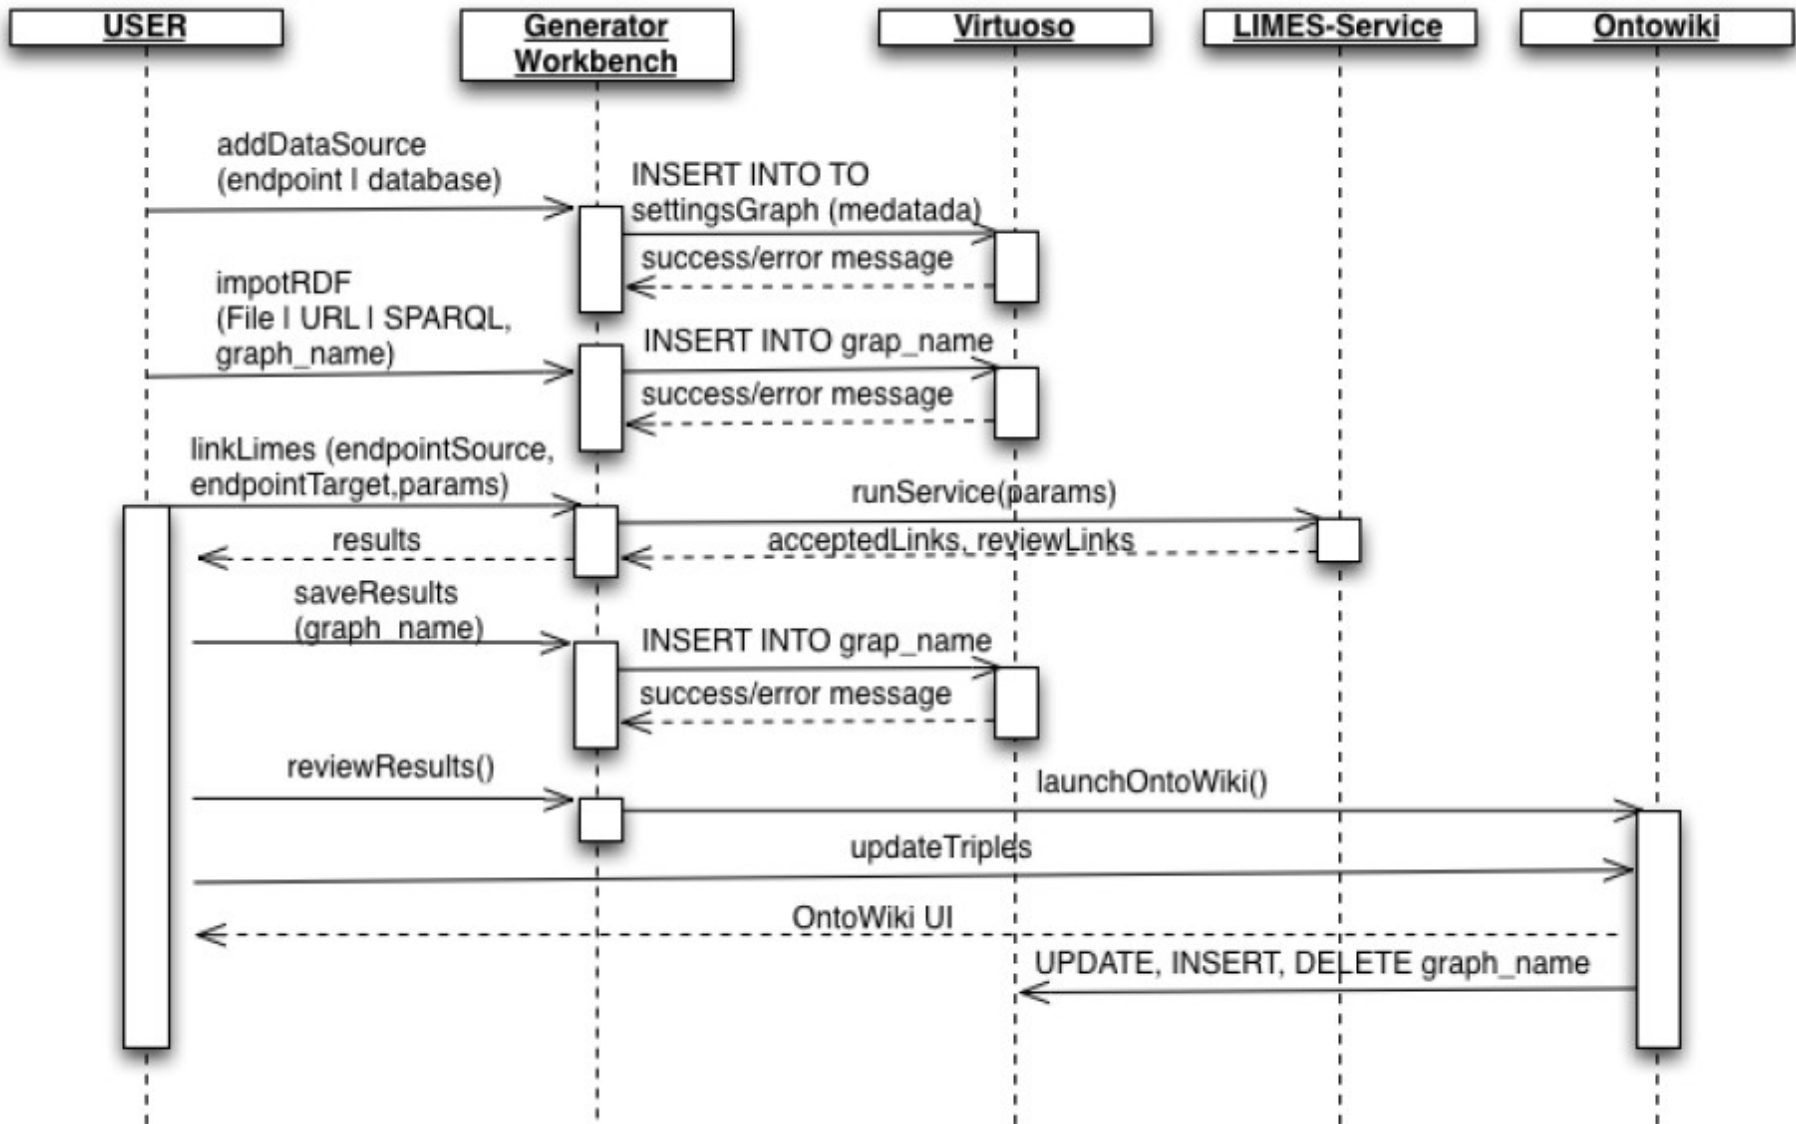 USER
Generator
Workbench
Virtuoso
LIMES-Service
Ontowiki
addDataSource
(endpoint | database)
INSERT INTO TO
settingsGraph (medatada)
success/error message
impotRDF
(File | URL | SPARQL,
graph_name)
INSERT INTO grap_name
success/error message
linkLimes (endpointSource,
endpointTarget,params)
runService(params)
results
acceptedLinks, reviewLinks
saveResults
(graph_name)
INSERT INTO grap_name
success/error message
reviewResults()
launchOntoWiki()
updateTriples
OntoWiki UI
UPDATE, INSERT, DELETE graph_name